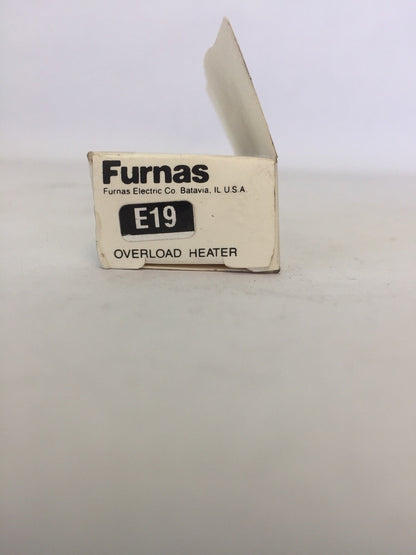 Furnas
Furnas Electric Co. Batavia, IL U.S.A.
E19
OVERLOAD HEATER